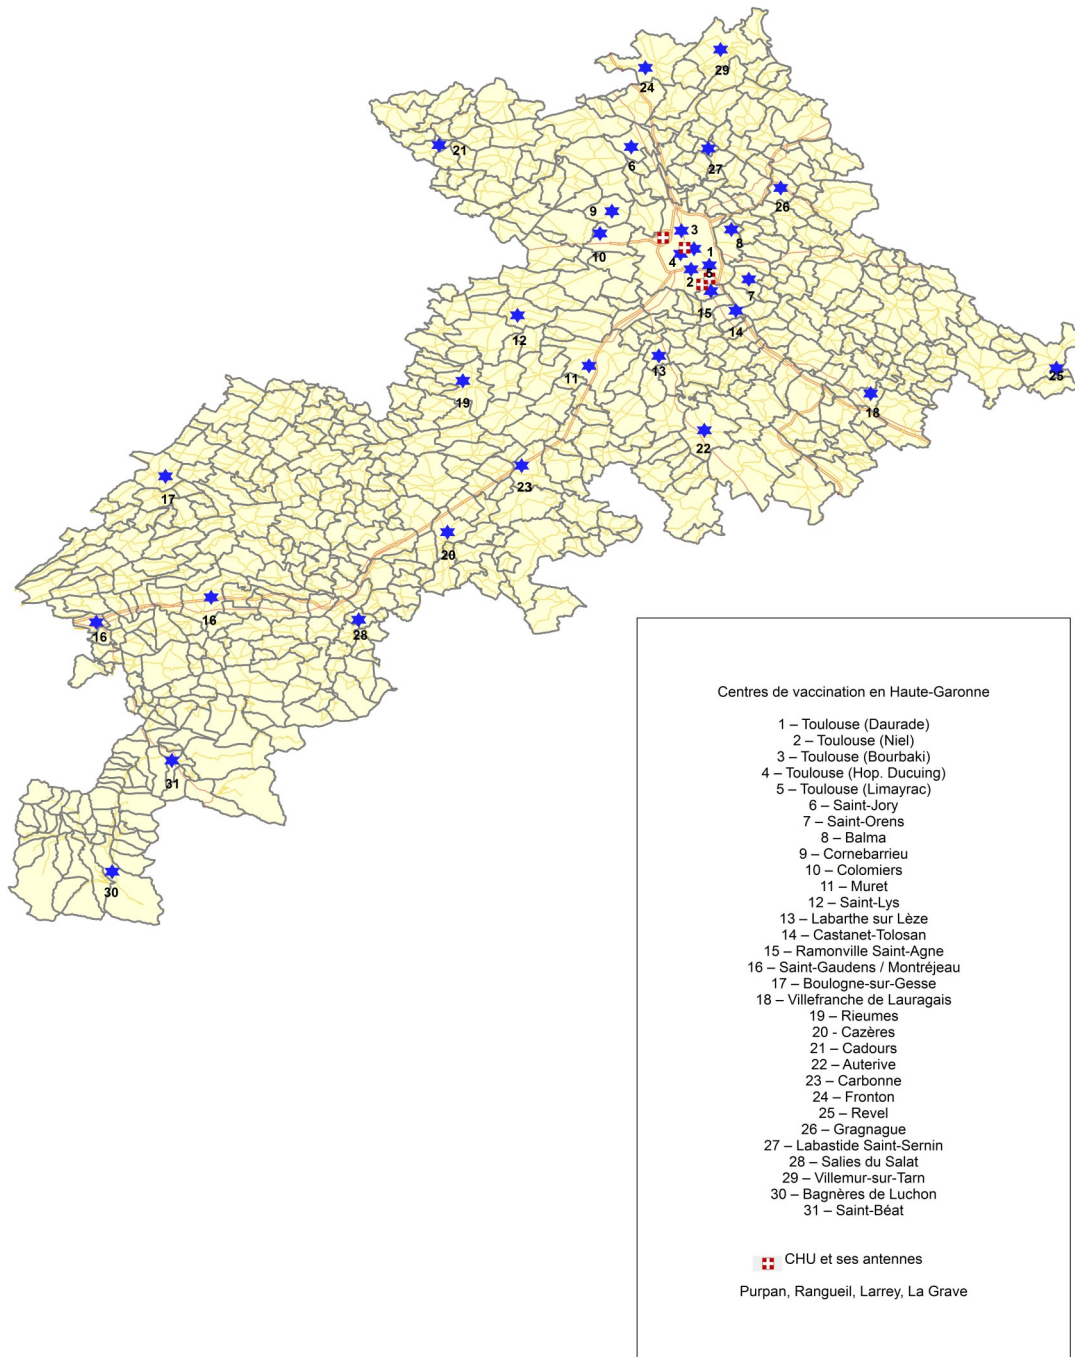 29
24
21
6
27
26
9
3
8
10
1
4
5
2
7
15
14
12
13
11
25
19
18
22
23
17
20
16
16
28
31
30
Centres de vaccination en Haute-Garonne
1 – Toulouse (Daurade)
2 – Toulouse (Niel)
3 – Toulouse (Bourbaki)
4 – Toulouse (Hop. Ducuing)
5 – Toulouse (Limayrac)
6 – Saint-Jory
7 – Saint-Orens
8 – Balma
9 – Cornebarrieu
10 – Colomiers
11 – Muret
12 – Saint-Lys
13 – Labarthe sur Lèze
14 – Castanet-Tolosan
15 – Ramonville Saint-Agne
16 – Saint-Gaudens / Montréjeau
17 – Boulogne-sur-Gesse
18 – Villefranche de Lauragais
19 – Rieumes
20 - Cazères
21 – Cadours
22 – Auterive
23 – Carbonne
24 – Fronton
25 – Revel
26 – Gragnague
27 – Labastide Saint-Sernin
28 – Salies du Salat
29 – Villemur-sur-Tarn
30 – Bagnères de Luchon
31 – Saint-Béat
CHU et ses antennes
Purpan, Rangueil, Larrey, La Grave